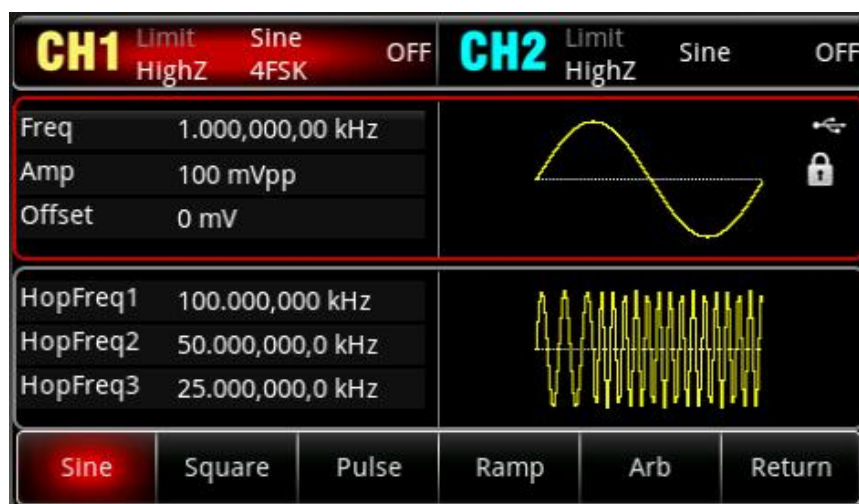 CH1 Limit Sine OFF CH2 Limit Sine OFF
HighZ 4FSK HighZ
Freq 1.000,000,00 kHz
Amp 100 mVpp
Offset 0 mV
HopFreq1 100.000,000 kHz
HopFreq2 50.000,000,0 kHz
HopFreq3 25.000,000,0 kHz
Sine Square Pulse Ramp Arb Return